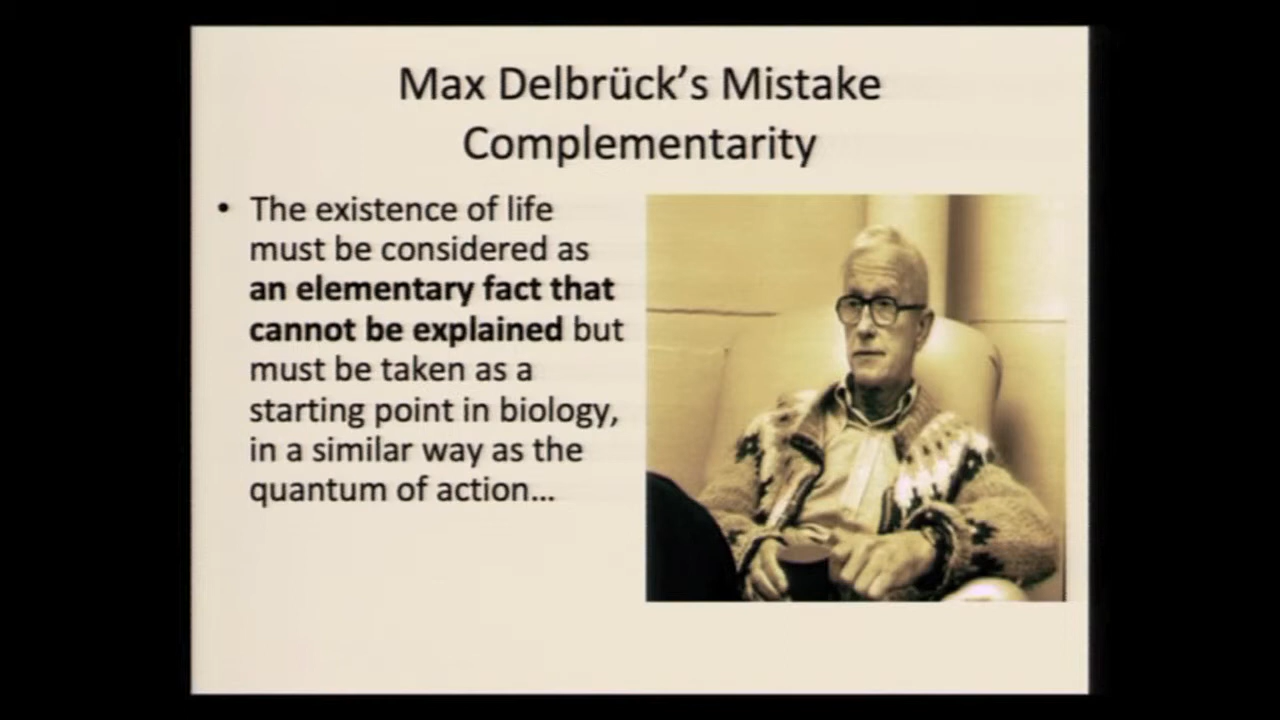 Max Delbrück’s Mistake
Complementarity
• The existence of life
must be considered as
an elementary fact that
cannot be explained but
must be taken as a
starting point in biology,
in a similar way as the
quantum of action...